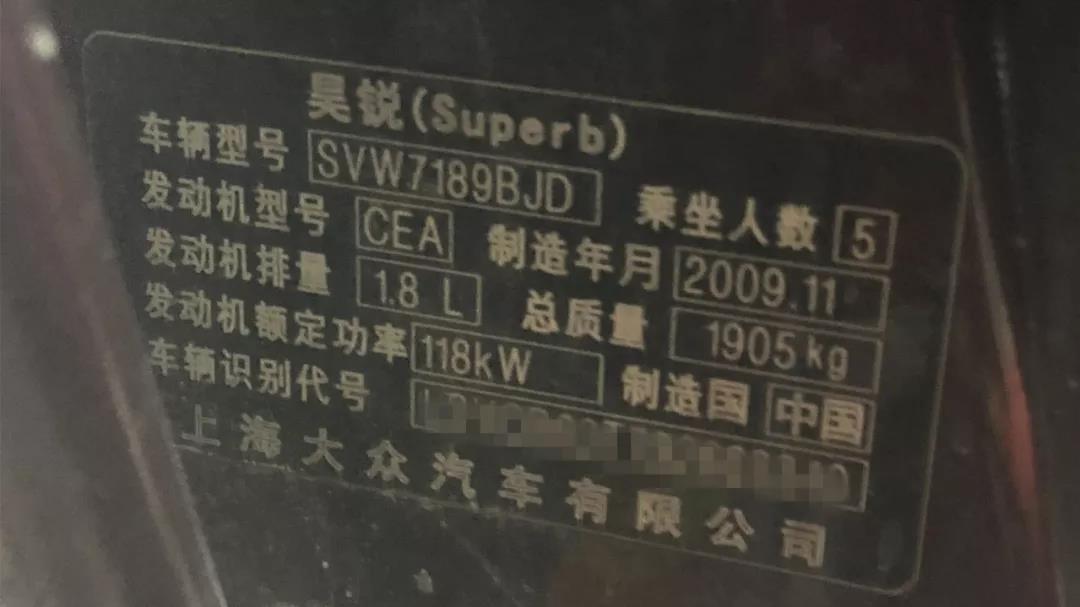 昊锐(Superb)
车辆型号 SVW7189BJD 乘坐人数 5
发动机型号 CEA 制造年月 2009.11
发动机排量 1.8 L 总质量 1905kg
发动机额定功率 118kW 制造国 中国
车辆识别代号
上海大众汽车有限公司